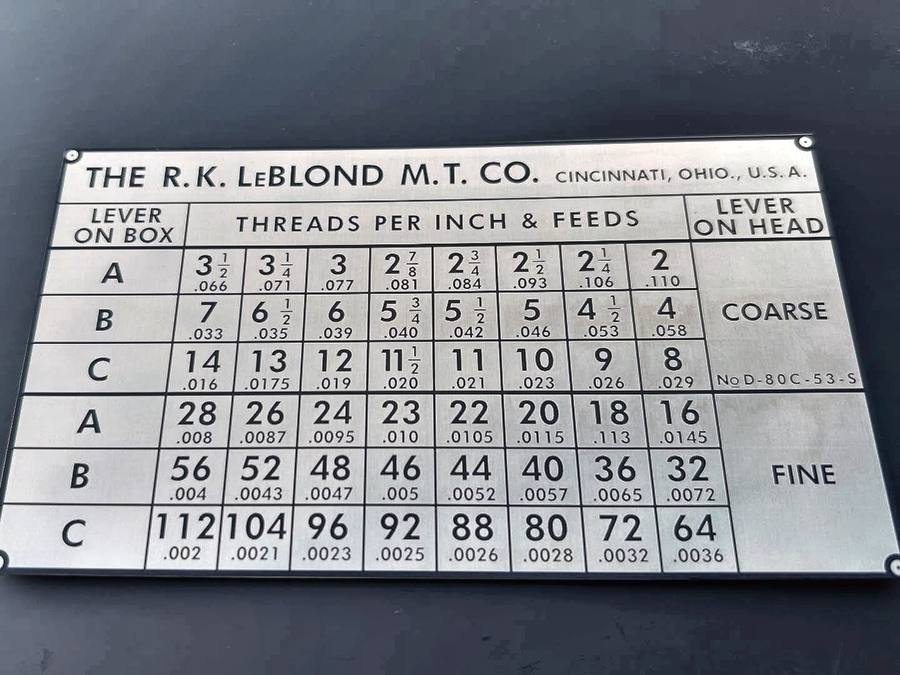 THE R.K. LEBLOND M.T. CO. CINCINNATI, OHIO., U.S.A.
LEVER ON BOX THREADS PER INCH & FEEDS LEVER ON HEAD
A 3 1/2 3 1/4 3 2 7/8 2 3/4 2 1/2 2 1/4 2
.066 .071 .077 .081 .084 .093 .106 .110
B 7 6 1/2 6 5 3/4 5 1/2 5 4 1/2 4 COARSE
.033 .035 .039 .040 .042 .046 .053 .058
C 14 13 12 11 1/2 11 10 9 8
.016 .0175 .019 .020 .021 .023 .026 .029 No D-80C-53-S
A 28 26 24 23 22 20 18 16
.008 .0087 .0095 .010 .0105 .0115 .113 .0145
B 56 52 48 46 44 40 36 32 FINE
.004 .0043 .0047 .005 .0052 .0057 .0065 .0072
C 112 104 96 92 88 80 72 64
.002 .0021 .0023 .0025 .0026 .0028 .0032 .0036